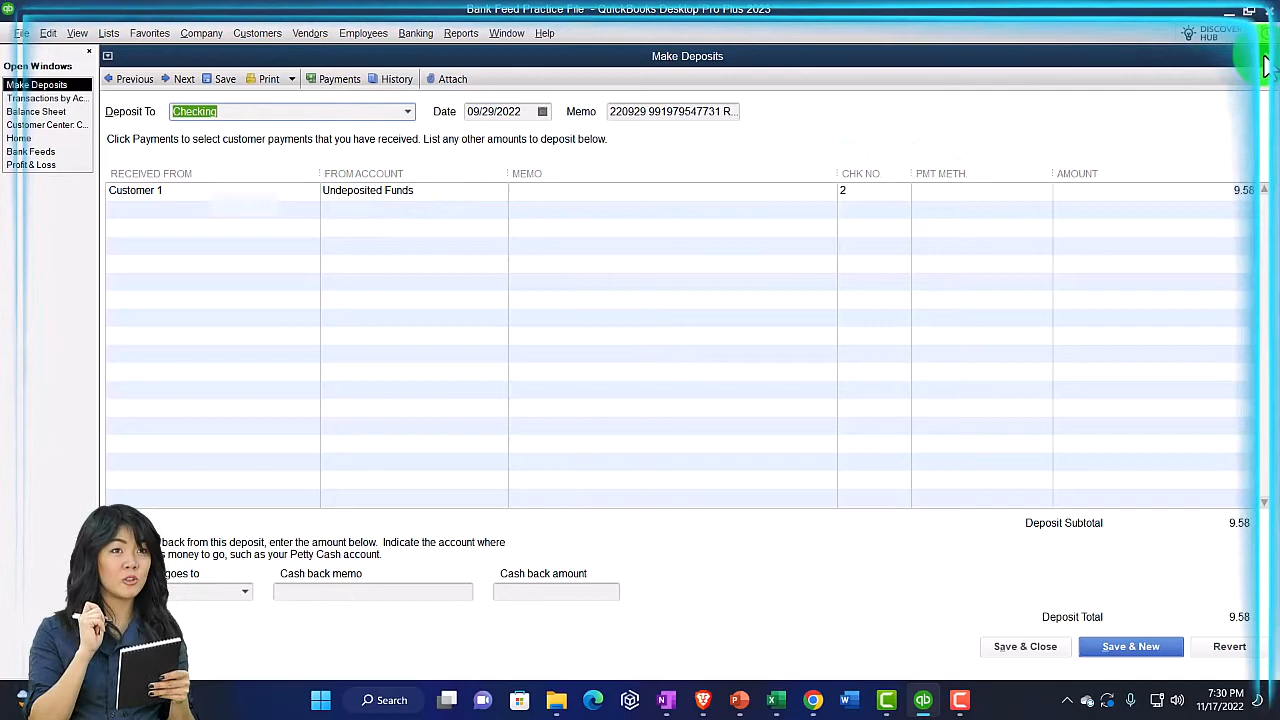 Bank Feed Practice File - QuickBooks Desktop Pro Plus 2023
File Edit View Lists Favorites Company Customers Vendors Employees Banking Reports Window Help
DISCOVER HUB
Open Windows
Make Deposits
Transactions by Ac...
Balance Sheet
Customer Center: C...
Home
Bank Feeds
Profit & Loss
Make Deposits
Previous Next Save Print Payments History Attach
Deposit To Checking Date 09/29/2022 Memo 220929 991979547731 R...
Click Payments to select customer payments that you have received. List any other amounts to deposit below.
RECEIVED FROM FROM ACCOUNT MEMO CHK NO. PMT METH. AMOUNT
Customer 1 Undeposited Funds 2 9.58
Deposit Subtotal 9.58
back from this deposit, enter the amount below. Indicate the account where
money to go, such as your Petty Cash account.
goes to Cash back memo Cash back amount
Deposit Total 9.58
Save & Close Save & New Revert
Search
7:30 PM
11/17/2022